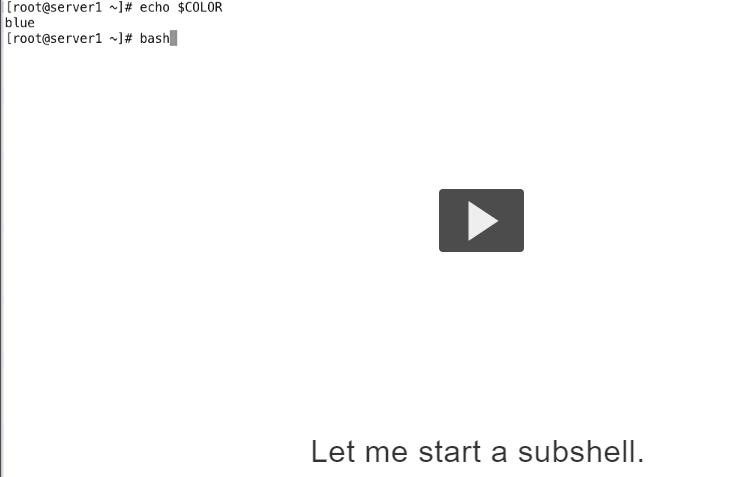 [root@server1 ~]# echo $COLOR
blue
[root@server1 ~]# bash
Let me start a subshell.